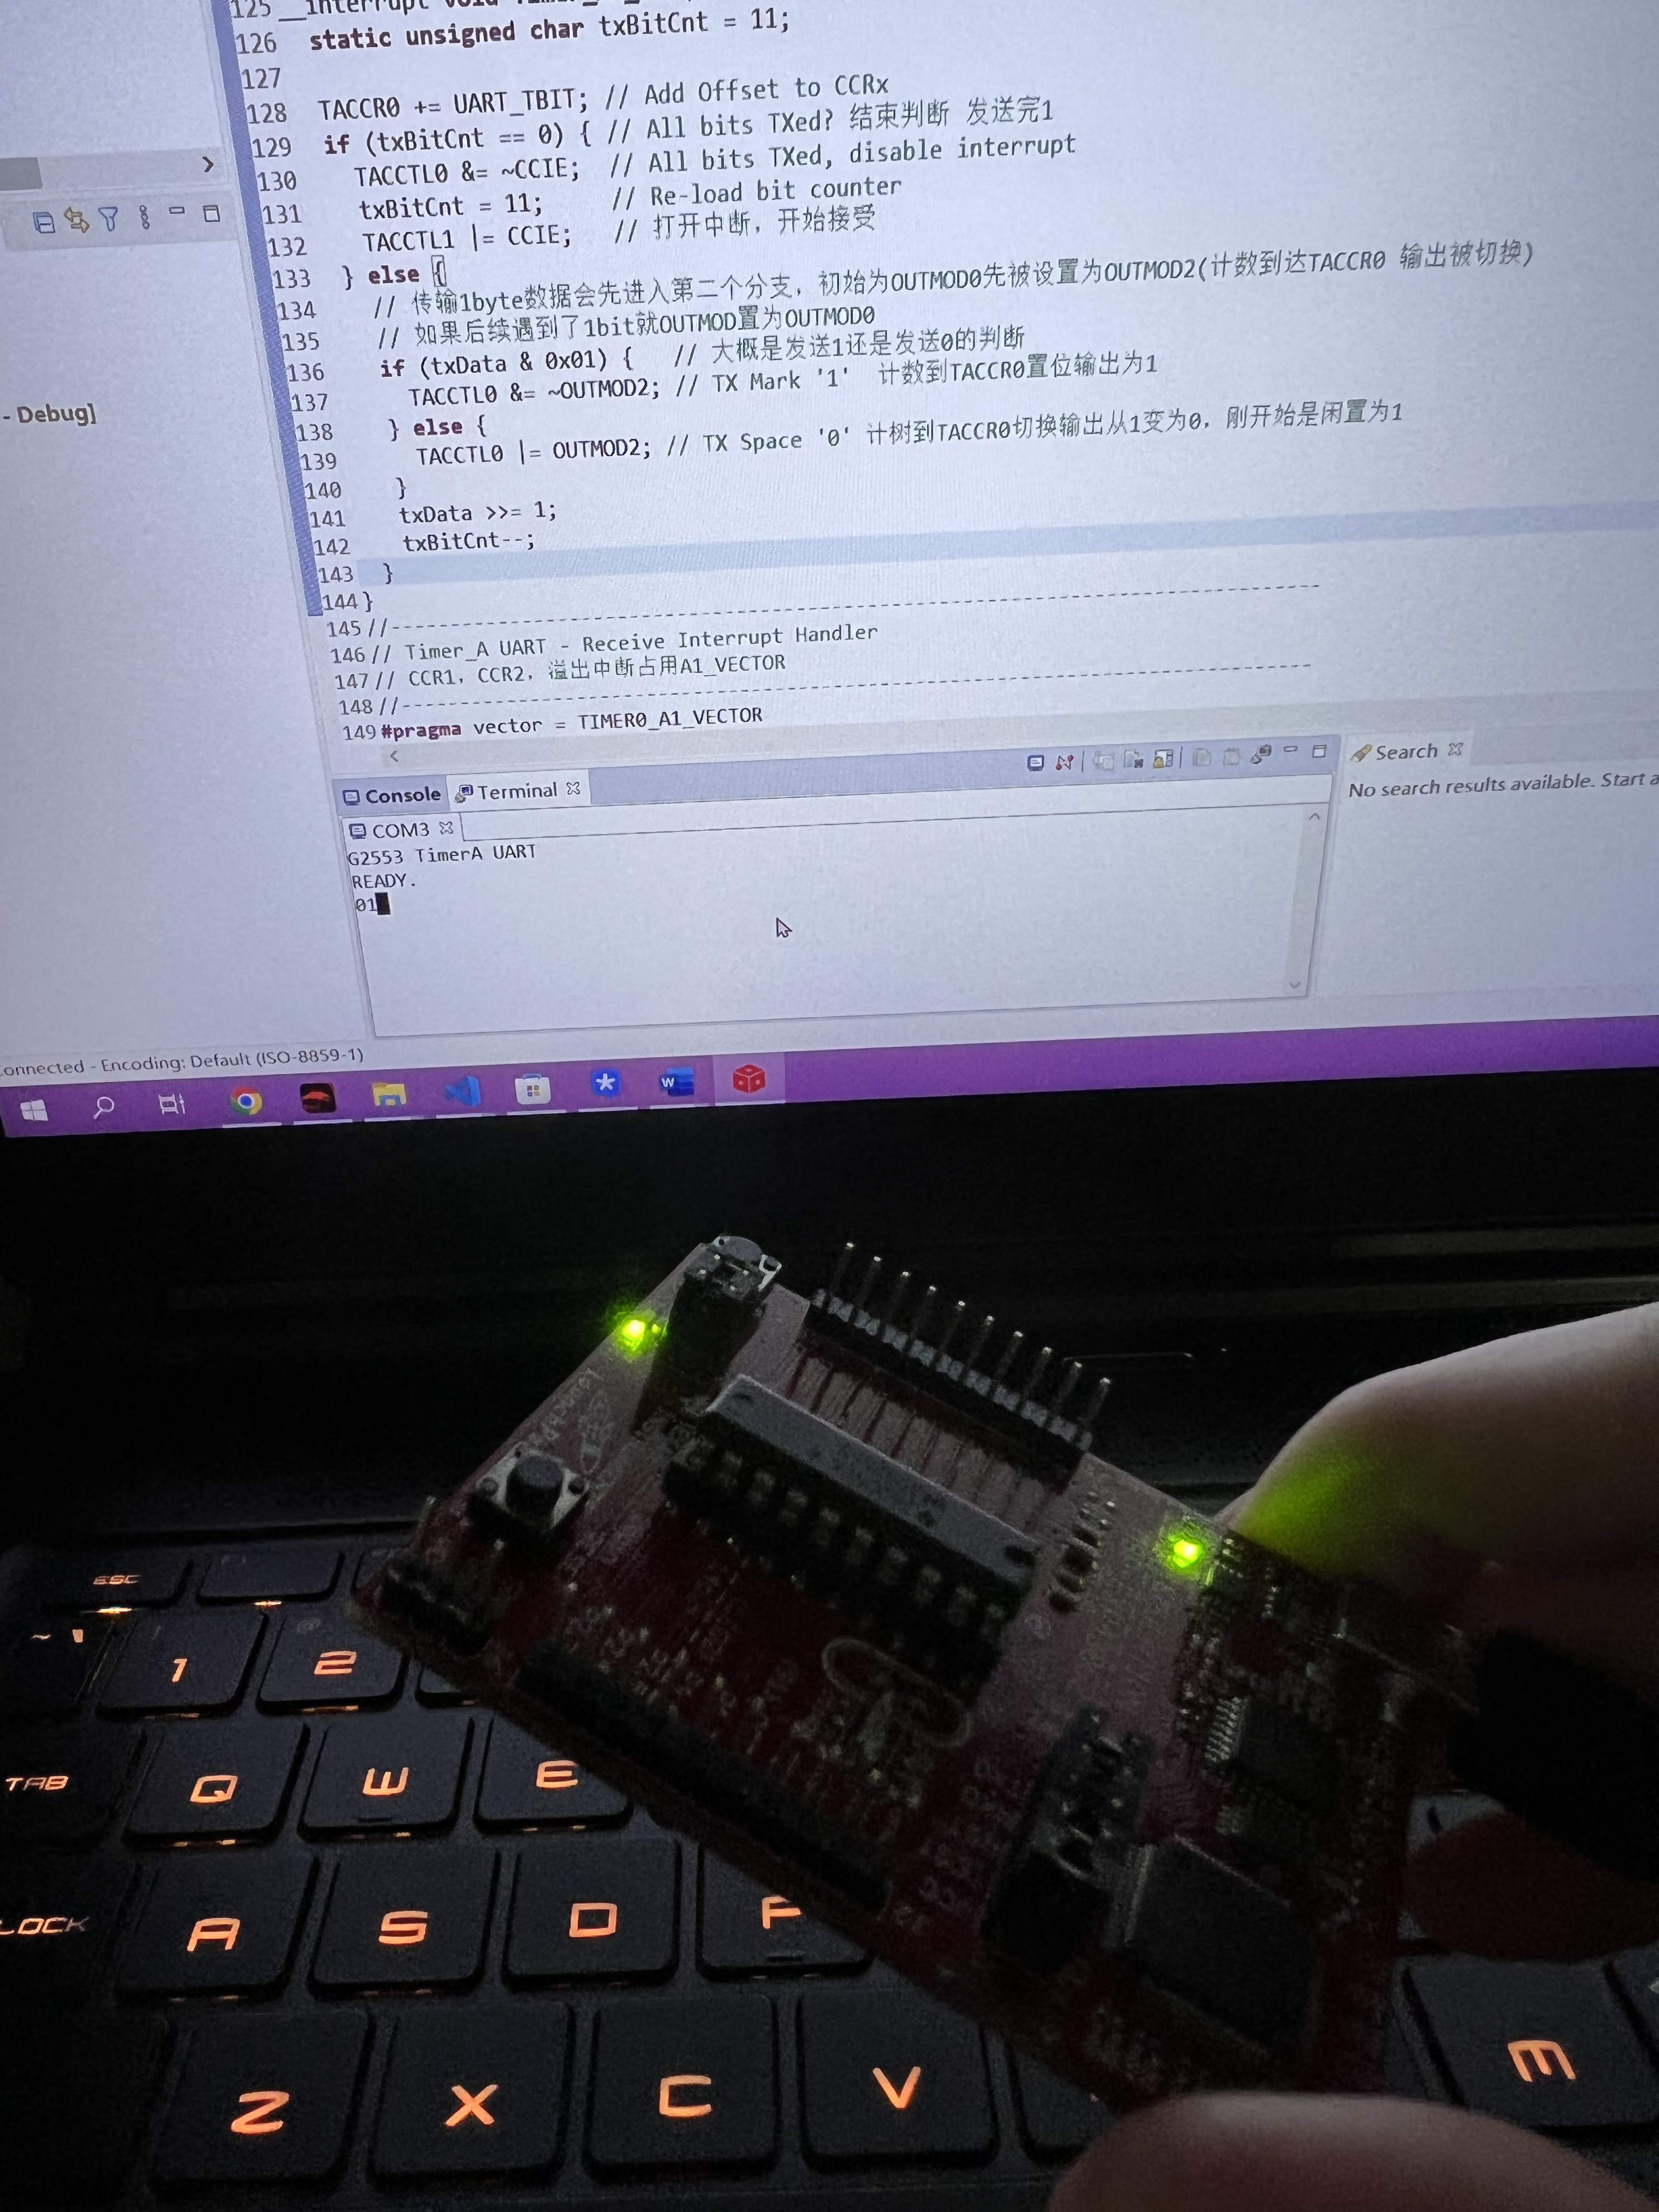 125 __interrupt void
126 static unsigned char txBitCnt = 11;
127
128 TACCR0 += UART_TBIT; // Add Offset to CCRx
129 if (txBitCnt == 0) { // All bits TXed? 结束判断 发送完1
130 TACCTL0 &= ~CCIE; // All bits TXed, disable interrupt
131 txBitCnt = 11; // Re-load bit counter
132 TACCTL1 |= CCIE; // 打开中断，开始接受
133 } else {
134 // 传输1byte数据会先进入第二个分支，初始为OUTMOD0先被设置为OUTMOD2(计数到达TACCR0 输出被切换)
135 // 如果后续遇到了1bit就OUTMOD置为OUTMOD0
136 if (txData & 0x01) { // 大概是发送1还是发送0的判断
137 TACCTL0 &= ~OUTMOD2; // TX Mark '1' 计数到TACCR0置位输出为1
138 } else {
139 TACCTL0 |= OUTMOD2; // TX Space '0' 计树到TACCR0切换输出从1变为0，刚开始是闲置为1
140 }
141 txData >>= 1;
142 txBitCnt--;
143 }
144 }
145 //------------------------------------------------------------
146 // Timer_A UART - Receive Interrupt Handler
147 // CCR1，CCR2，溢出中断占用A1_VECTOR
148 //------------------------------------------------------------
149 #pragma vector = TIMER0_A1_VECTOR
- Debug]
Console Terminal
Search
No search results available. Start a
COM3
G2553 TimerA UART
READY.
01
onnected - Encoding: Default (ISO-8859-1)
W
ESC
~ 1 2
TAB Q W E
LOCK A S D F
Z X C V M